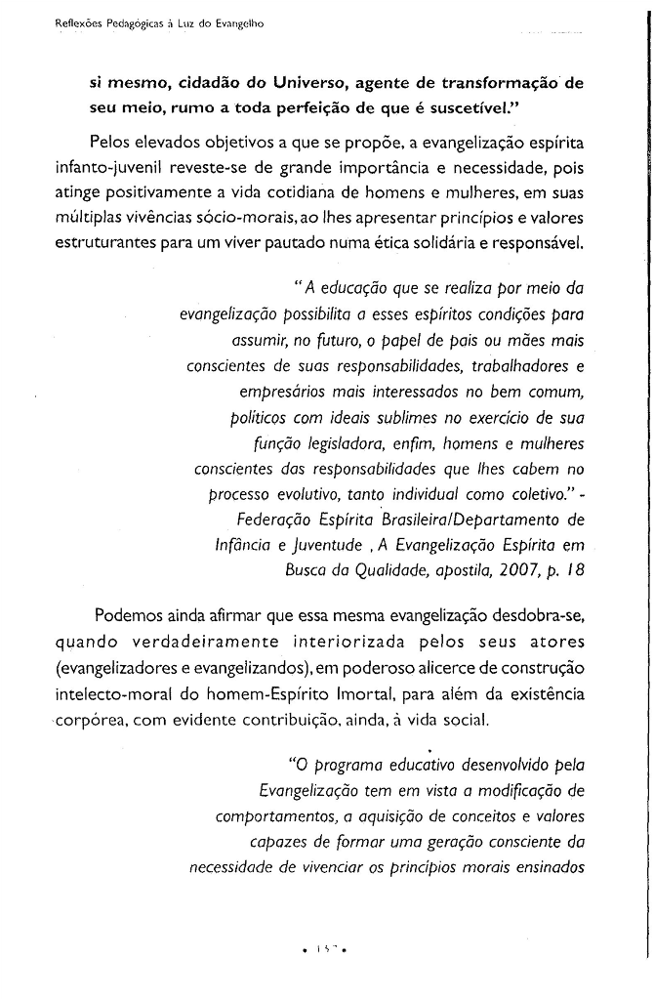 Reflexões Pedagógicas à Luz do Evangelho
si mesmo, cidadão do Universo, agente de transformação de
seu meio, rumo a toda perfeição de que é suscetível.”
Pelos elevados objetivos a que se propõe, a evangelização espírita
infanto-juvenil reveste-se de grande importância e necessidade, pois
atinge positivamente a vida cotidiana de homens e mulheres, em suas
múltiplas vivências sócio-morais, ao lhes apresentar princípios e valores
estruturantes para um viver pautado numa ética solidária e responsável.
“A educação que se realiza por meio da
evangelização possibilita a esses espíritos condições para
assumir, no futuro, o papel de pais ou mães mais
conscientes de suas responsabilidades, trabalhadores e
empresários mais interessados no bem comum,
políticos com ideais sublimes no exercício de sua
função legisladora, enfim, homens e mulheres
conscientes das responsabilidades que lhes cabem no
processo evolutivo, tanto individual como coletivo.” -
Federação Espírita Brasileira/Departamento de
Infância e Juventude , A Evangelização Espírita em
Busca da Qualidade, apostila, 2007, p. 18
Podemos ainda afirmar que essa mesma evangelização desdobra-se,
quando verdadeiramente interiorizada pelos seus atores
(evangelizadores e evangelizandos), em poderoso alicerce de construção
intelecto-moral do homem-Espírito Imortal, para além da existência
corpórea, com evidente contribuição, ainda, à vida social.
“O programa educativo desenvolvido pela
Evangelização tem em vista a modificação de
comportamentos, a aquisição de conceitos e valores
capazes de formar uma geração consciente da
necessidade de vivenciar os princípios morais ensinados